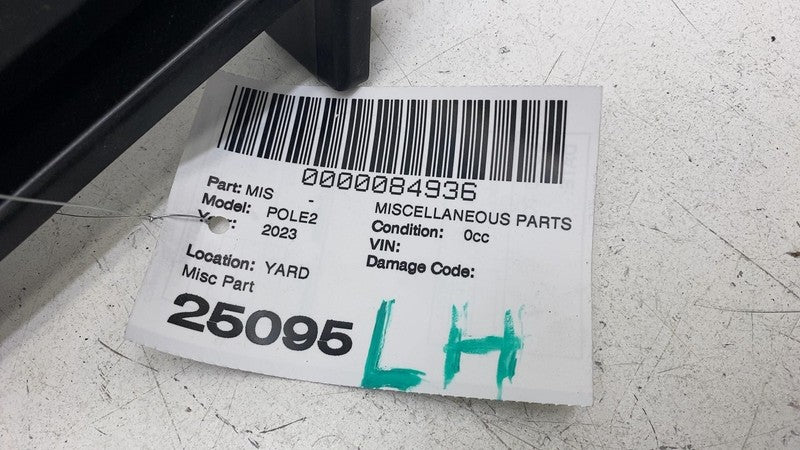 0000084936
Part: MIS - MISCELLANEOUS PARTS
Model: POLE2 Condition: 0cc
2023 VIN:
Damage Code:
Location: YARD
Misc Part
25095 LH